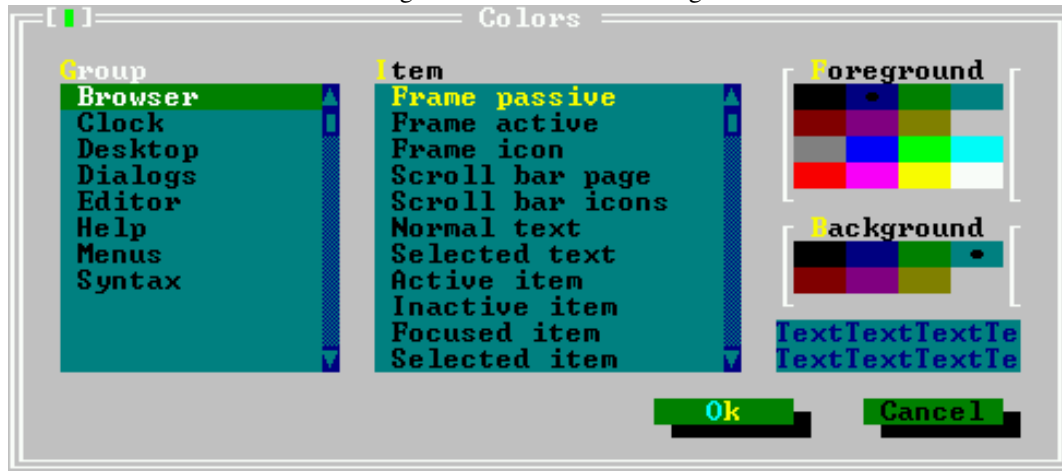 Colors
Group
Browser
Clock
Desktop
Dialogs
Editor
Help
Menus
Syntax
Item
Frame passive
Frame active
Frame icon
Scroll bar page
Scroll bar icons
Normal text
Selected text
Active item
Inactive item
Focused item
Selected item
Foreground
Background
TextTextTextTe
TextTextTextTe
Ok
Cancel